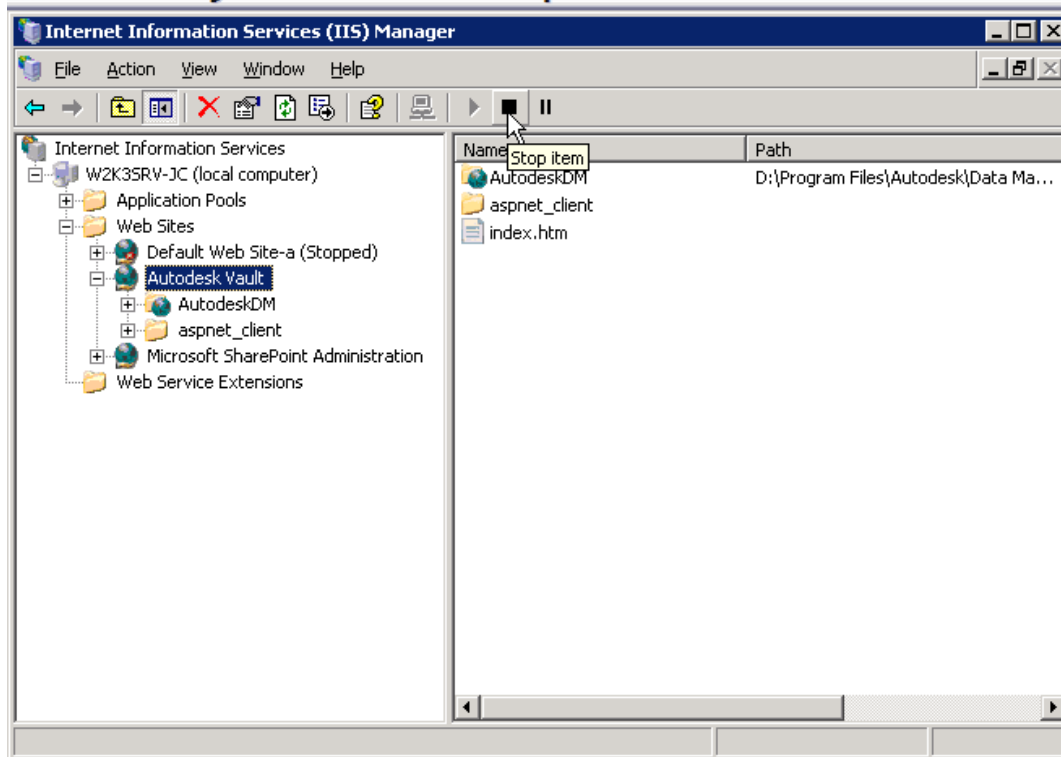 Internet Information Services (IIS) Manager
File Action View Window Help
Stop item
Internet Information Services
W2K3SRV-JC (local computer)
Application Pools
Web Sites
Default Web Site-a (Stopped)
Autodesk Vault
AutodeskDM
aspnet_client
Microsoft SharePoint Administration
Web Service Extensions
Name Path
AutodeskDM D:\Program Files\Autodesk\Data Ma...
aspnet_client
index.htm